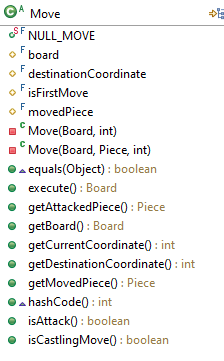 Move
NULL_MOVE
board
destinationCoordinate
isFirstMove
movedPiece
Move(Board, int)
Move(Board, Piece, int)
equals(Object) : boolean
execute() : Board
getAttackedPiece() : Piece
getBoard() : Board
getCurrentCoordinate() : int
getDestinationCoordinate() : int
getMovedPiece() : Piece
hashCode() : int
isAttack() : boolean
isCastlingMove() : boolean